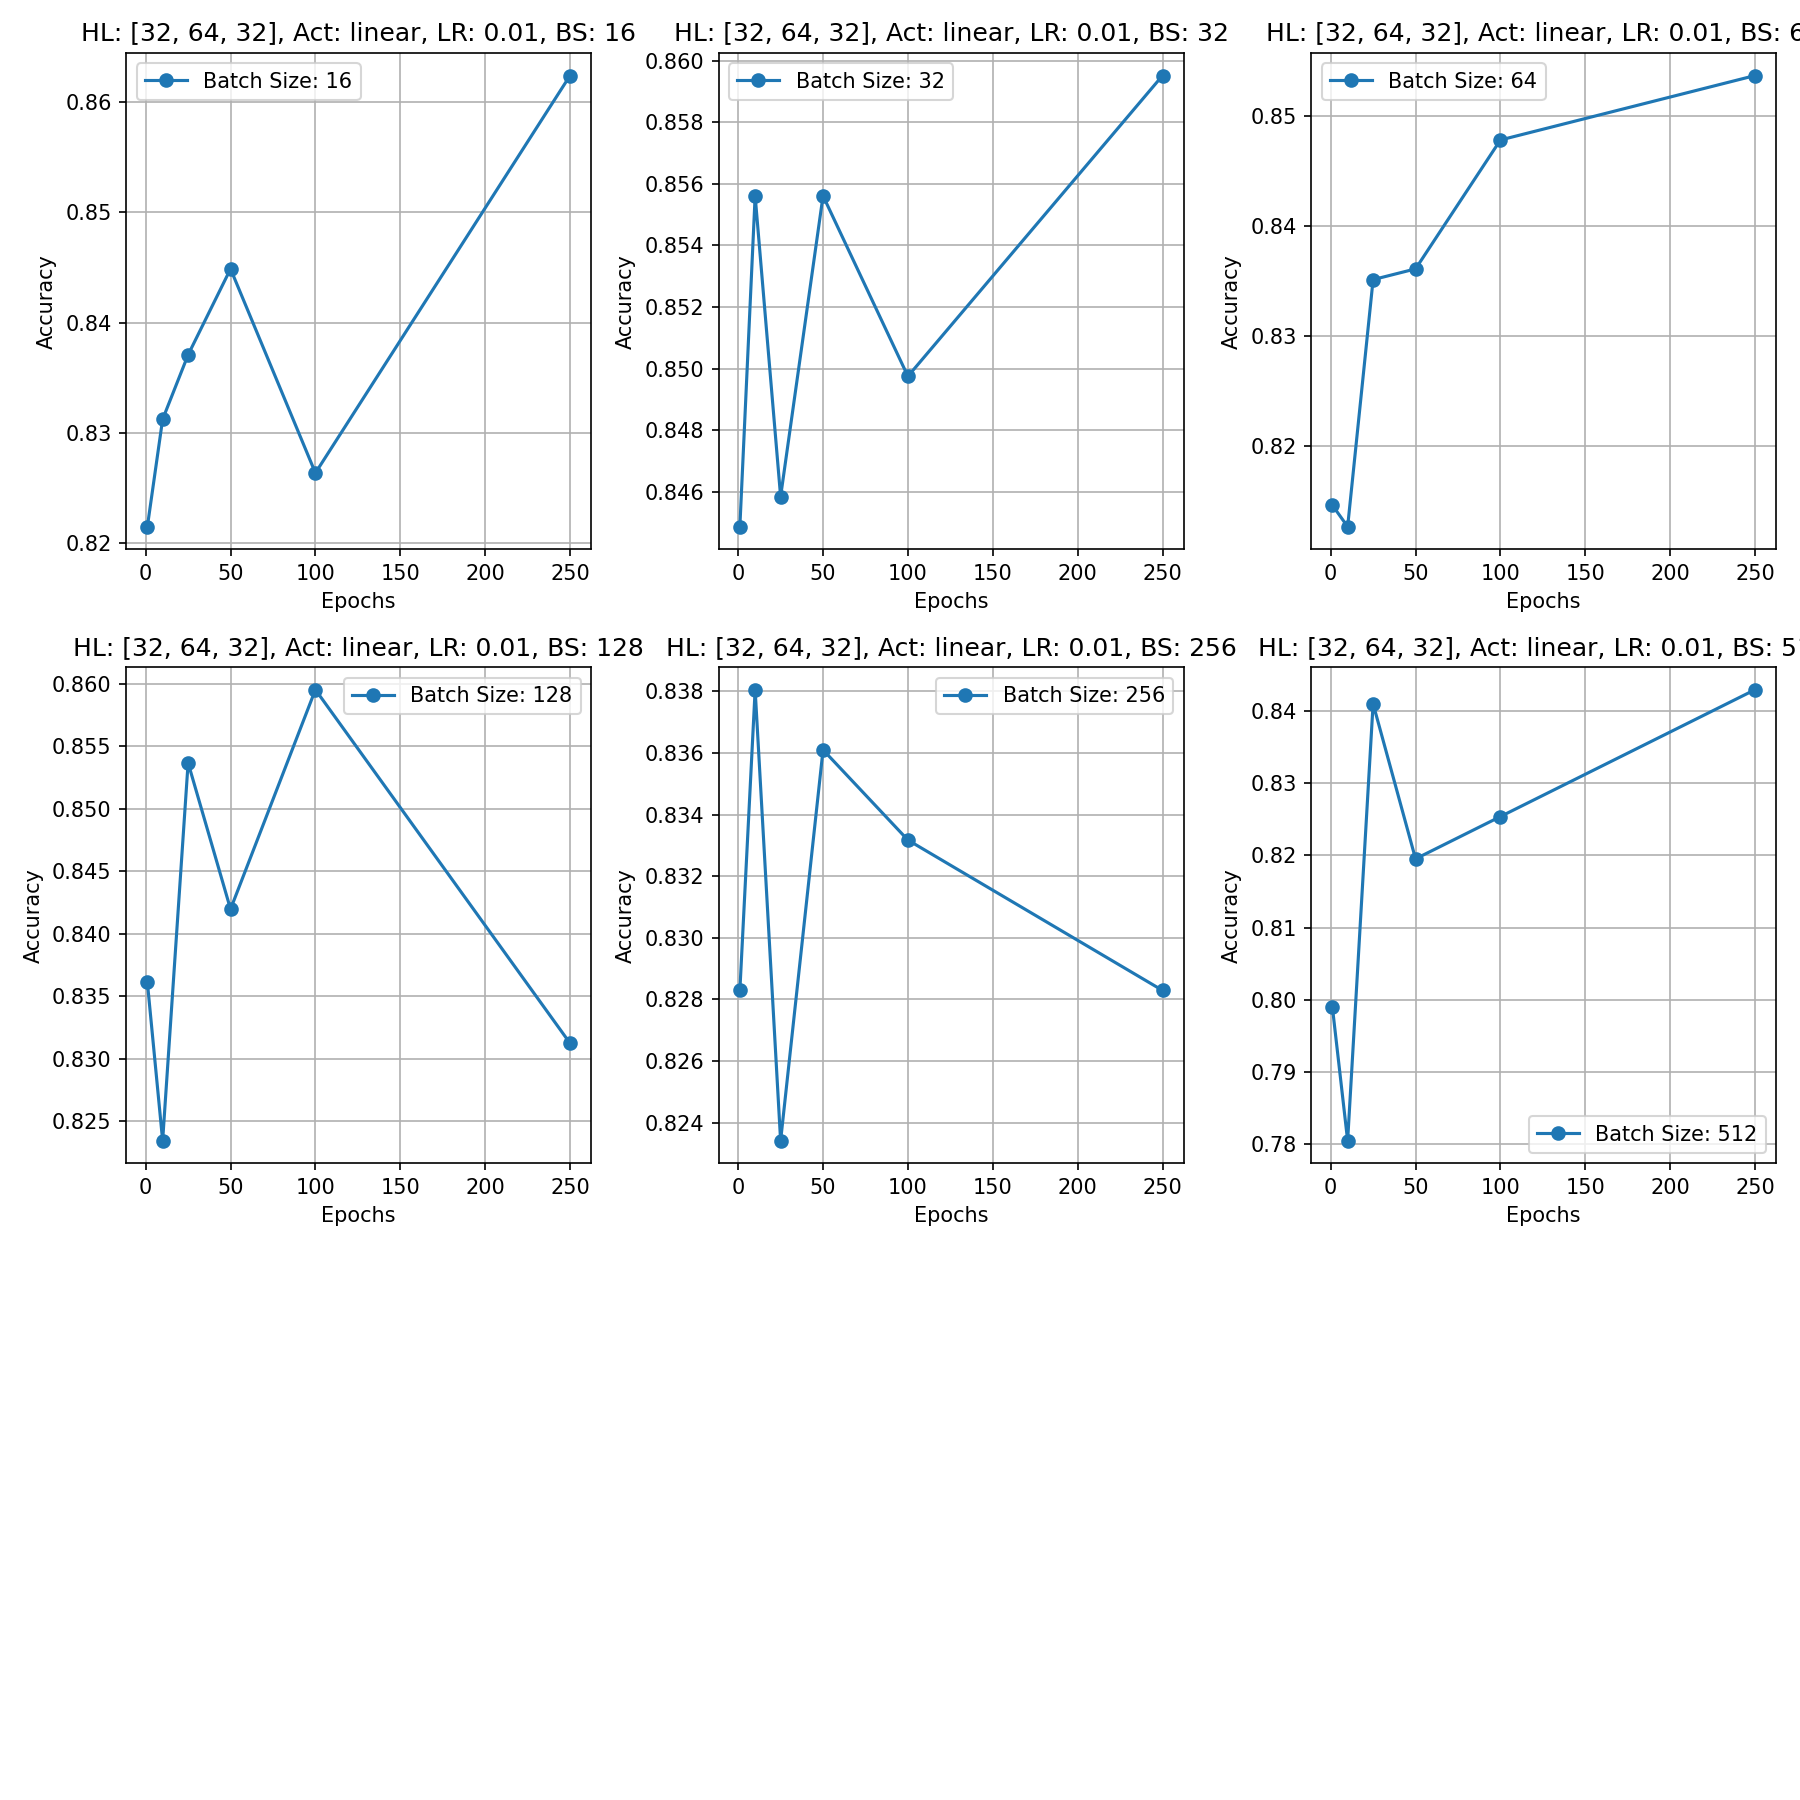 HL: [32, 64, 32], Act: linear, LR: 0.01, BS: 16
Batch Size: 16
Accuracy
0.86
0.85
0.84
0.83
0.82
0 50 100 150 200 250
Epochs
HL: [32, 64, 32], Act: linear, LR: 0.01, BS: 32
Batch Size: 32
Accuracy
0.860
0.858
0.856
0.854
0.852
0.850
0.848
0.846
0 50 100 150 200 250
Epochs
HL: [32, 64, 32], Act: linear, LR: 0.01, BS: 6
Batch Size: 64
Accuracy
0.85
0.84
0.83
0.82
0 50 100 150 200 250
Epochs
HL: [32, 64, 32], Act: linear, LR: 0.01, BS: 128
Batch Size: 128
Accuracy
0.860
0.855
0.850
0.845
0.840
0.835
0.830
0.825
0 50 100 150 200 250
Epochs
HL: [32, 64, 32], Act: linear, LR: 0.01, BS: 256
Batch Size: 256
Accuracy
0.838
0.836
0.834
0.832
0.830
0.828
0.826
0.824
0 50 100 150 200 250
Epochs
HL: [32, 64, 32], Act: linear, LR: 0.01, BS: 5
Batch Size: 512
Accuracy
0.84
0.83
0.82
0.81
0.80
0.79
0.78
0 50 100 150 200 250
Epochs